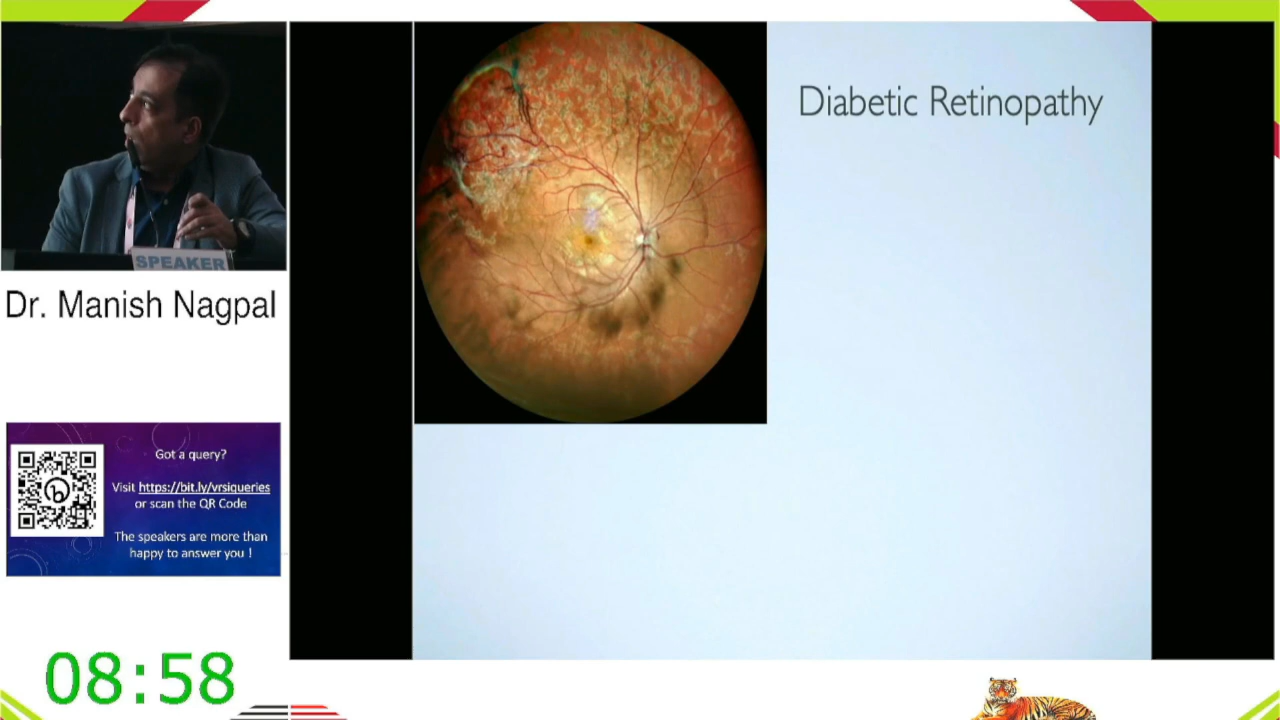 Diabetic Retinopathy
SPEAKER
Dr. Manish Nagpal
Got a query?
Visit https://bit.ly/vrsiqueries
or scan the QR Code
The speakers are more than
happy to answer you !
08:58